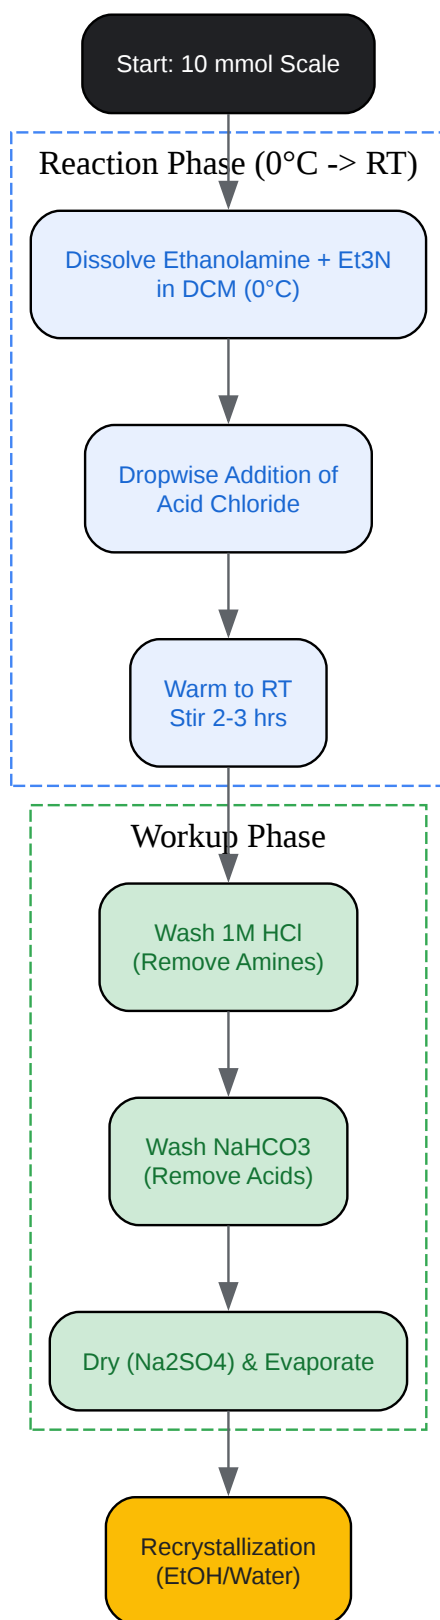 Start: 10 mmol Scale
Reaction Phase (0°C -> RT)
Dissolve Ethanolamine + Et3N
in DCM (0°C)
Dropwise Addition of
Acid Chloride
Warm to RT
Stir 2-3 hrs
Workup Phase
Wash 1M HCl
(Remove Amines)
Wash NaHCO3
(Remove Acids)
Dry (Na2SO4) & Evaporate
Recrystallization
(EtOH/Water)